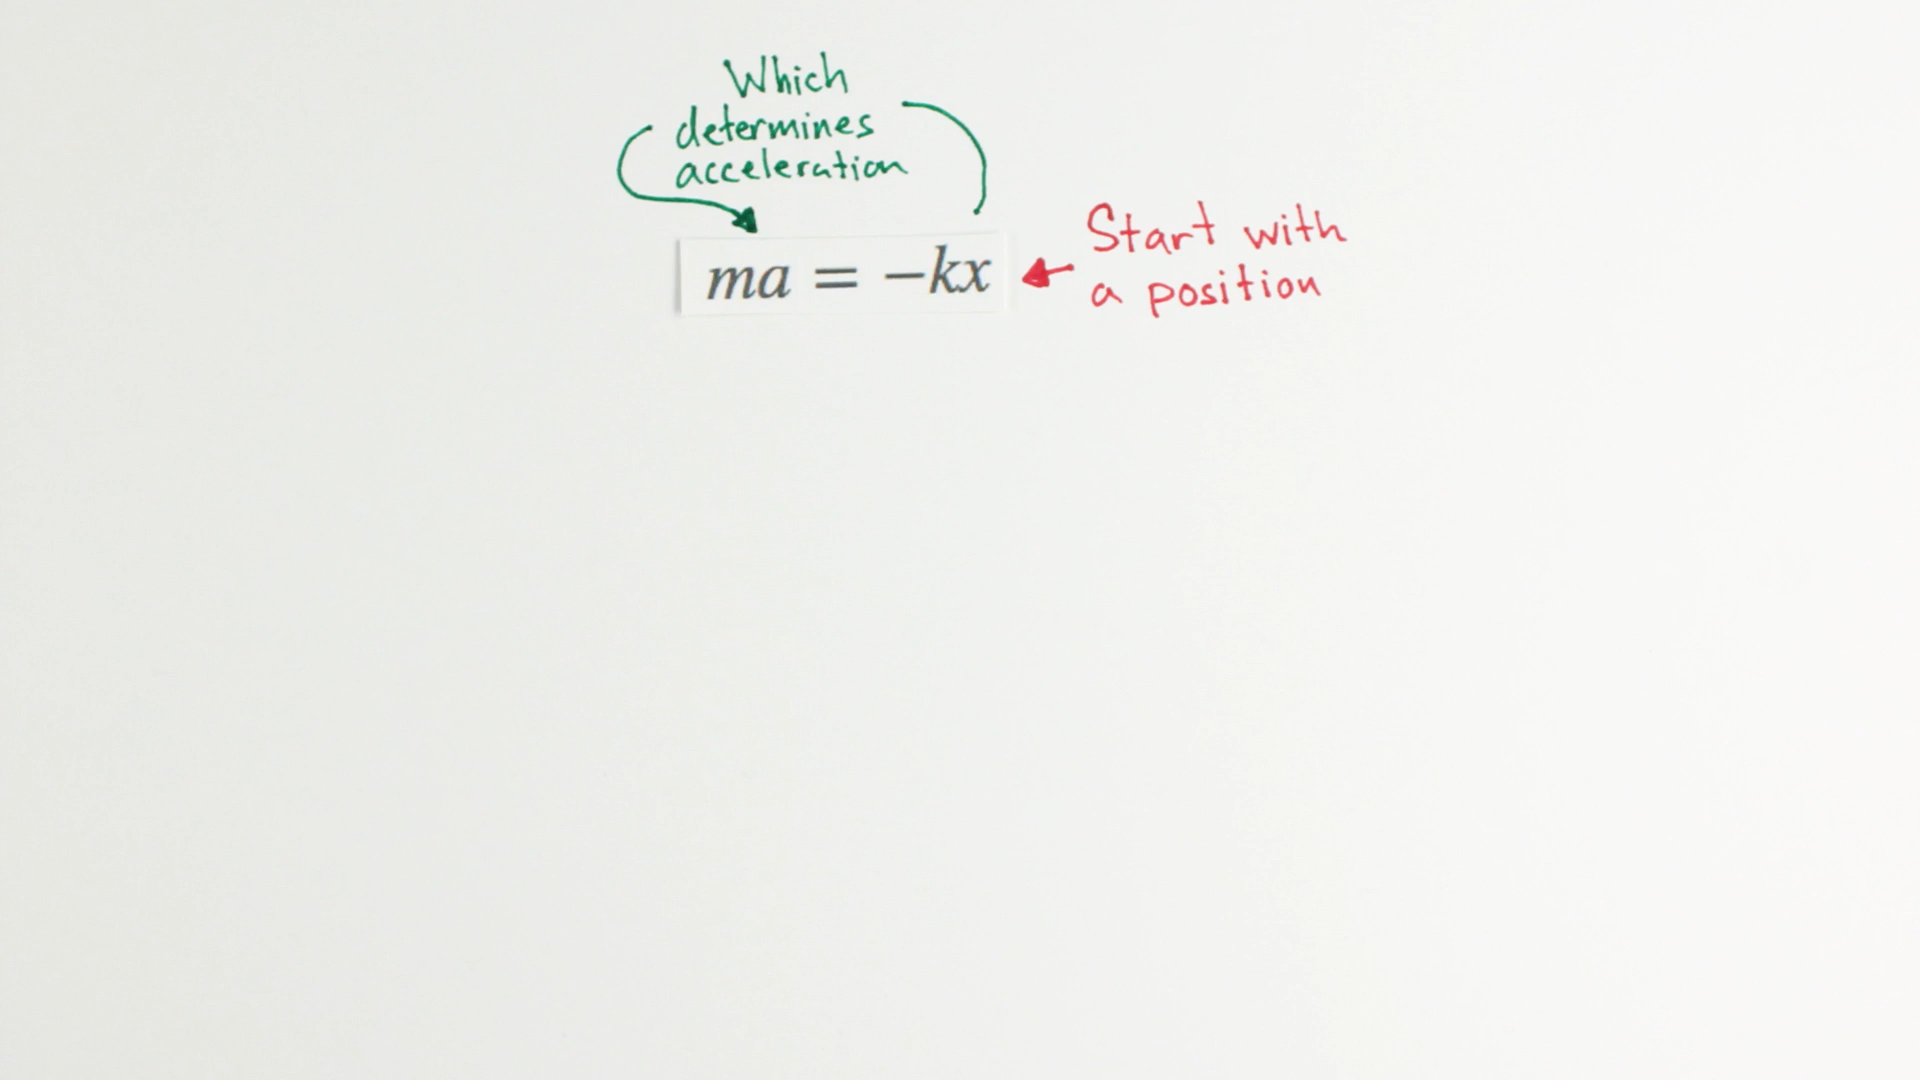 Which
determines
acceleration
ma = −kx
Start with
a position